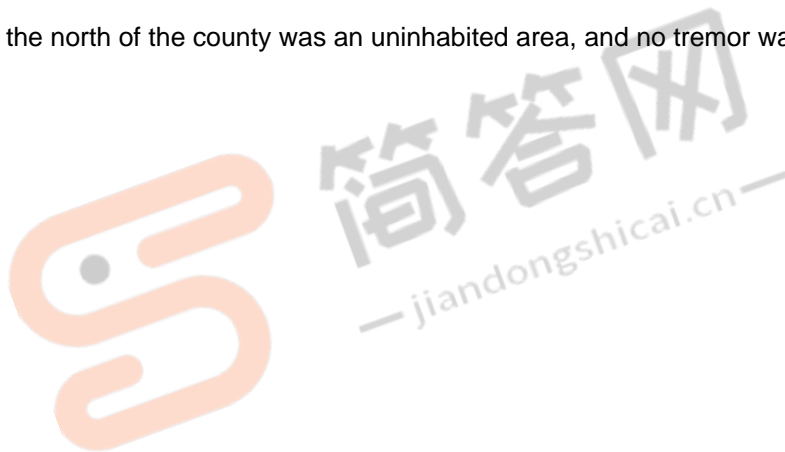 the north of the county was an uninhabited area, and no tremor wa
简答网
jiandongshicai.cn